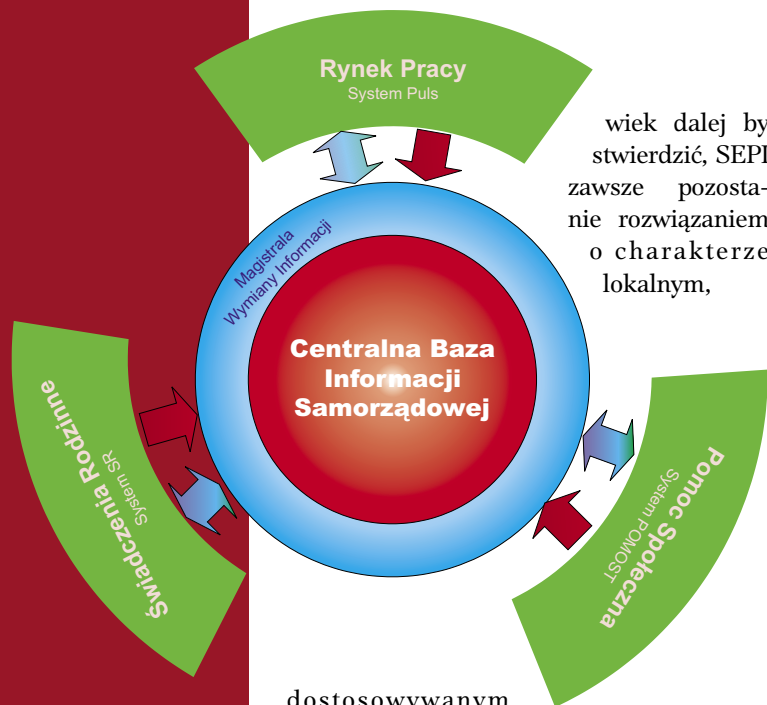 Rynek Pracy
System Puls
wiek dalej by
stwierdzić, SEPI
zawsze pozosta-
nie rozwiązaniem
o charakterze
lokalnym,
Magistrala
Wymiany Informacji
Centralna Baza
Informacji
Samorządowej
Świadczenia Rodzinne
System SR
Pomoc Społeczna
System POMOST
dostosowywanym